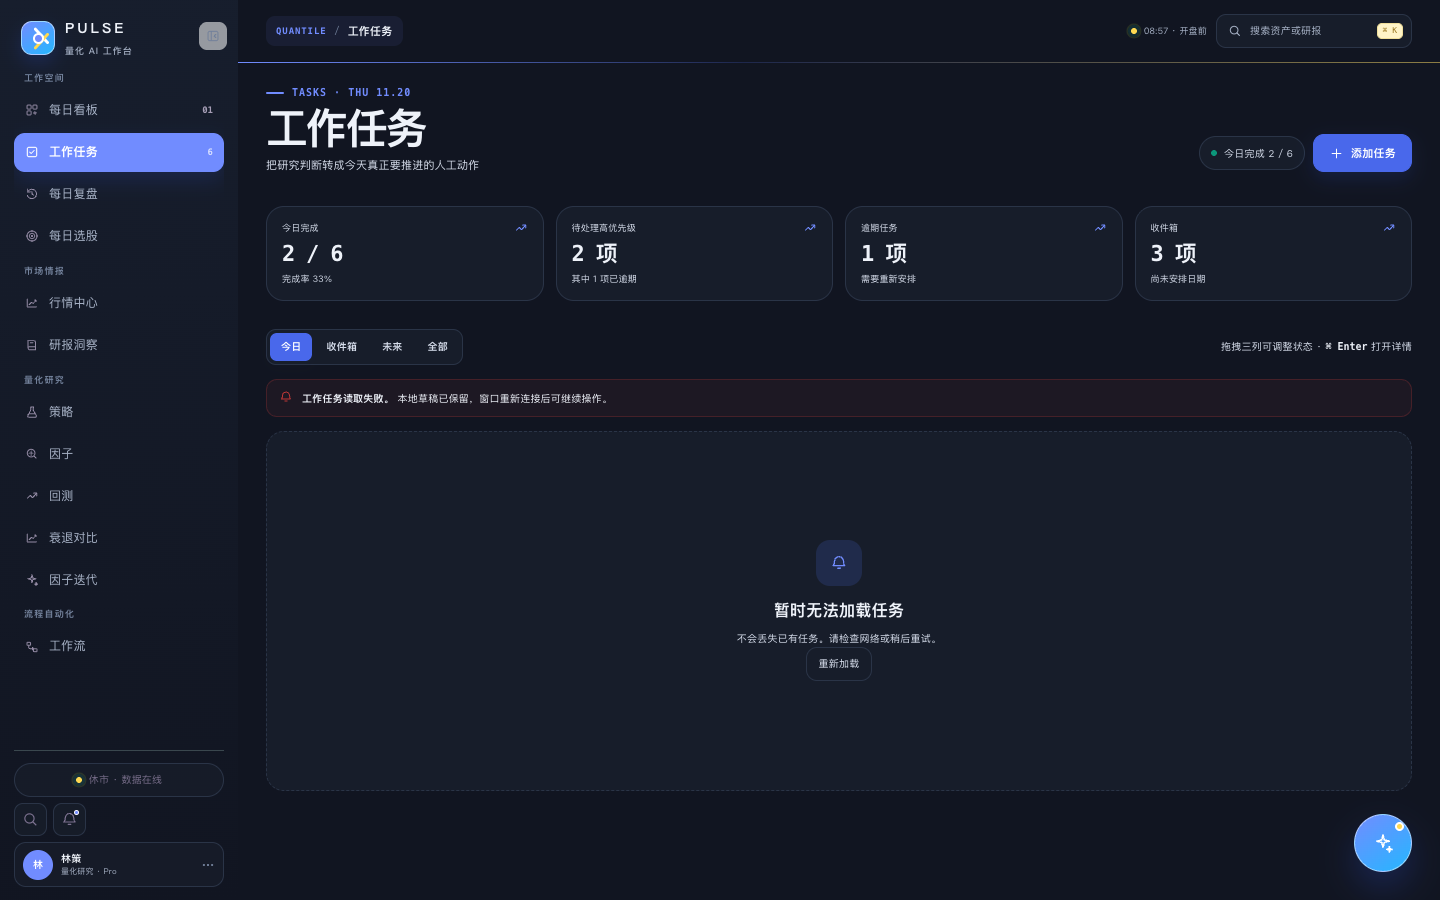 PULSE
量化 AI 工作台
工作空间
每日看板 01
工作任务 6
每日复盘
每日选股
市场情报
行情中心
研报洞察
量化研究
策略
因子
回测
衰退对比
因子迭代
流程自动化
工作流
休市 · 数据在线
林 林策
量化研究 · Pro
QUANTILE / 工作任务
08:57 · 开盘前
搜索资产或研报 ⌘ K
TASKS · THU 11.20
工作任务
把研究判断转成今天真正要推进的人工动作
今日完成 2 / 6
添加任务
今日完成
2 / 6
完成率 33%
待处理高优先级
2 项
其中 1 项已逾期
逾期任务
1 项
需要重新安排
收件箱
3 项
尚未安排日期
今日 收件箱 未来 全部
拖拽三列可调整状态 · ⌘ Enter 打开详情
工作任务读取失败。 本地草稿已保留，窗口重新连接后可继续操作。
暂时无法加载任务
不会丢失已有任务。请检查网络或稍后重试。
重新加载